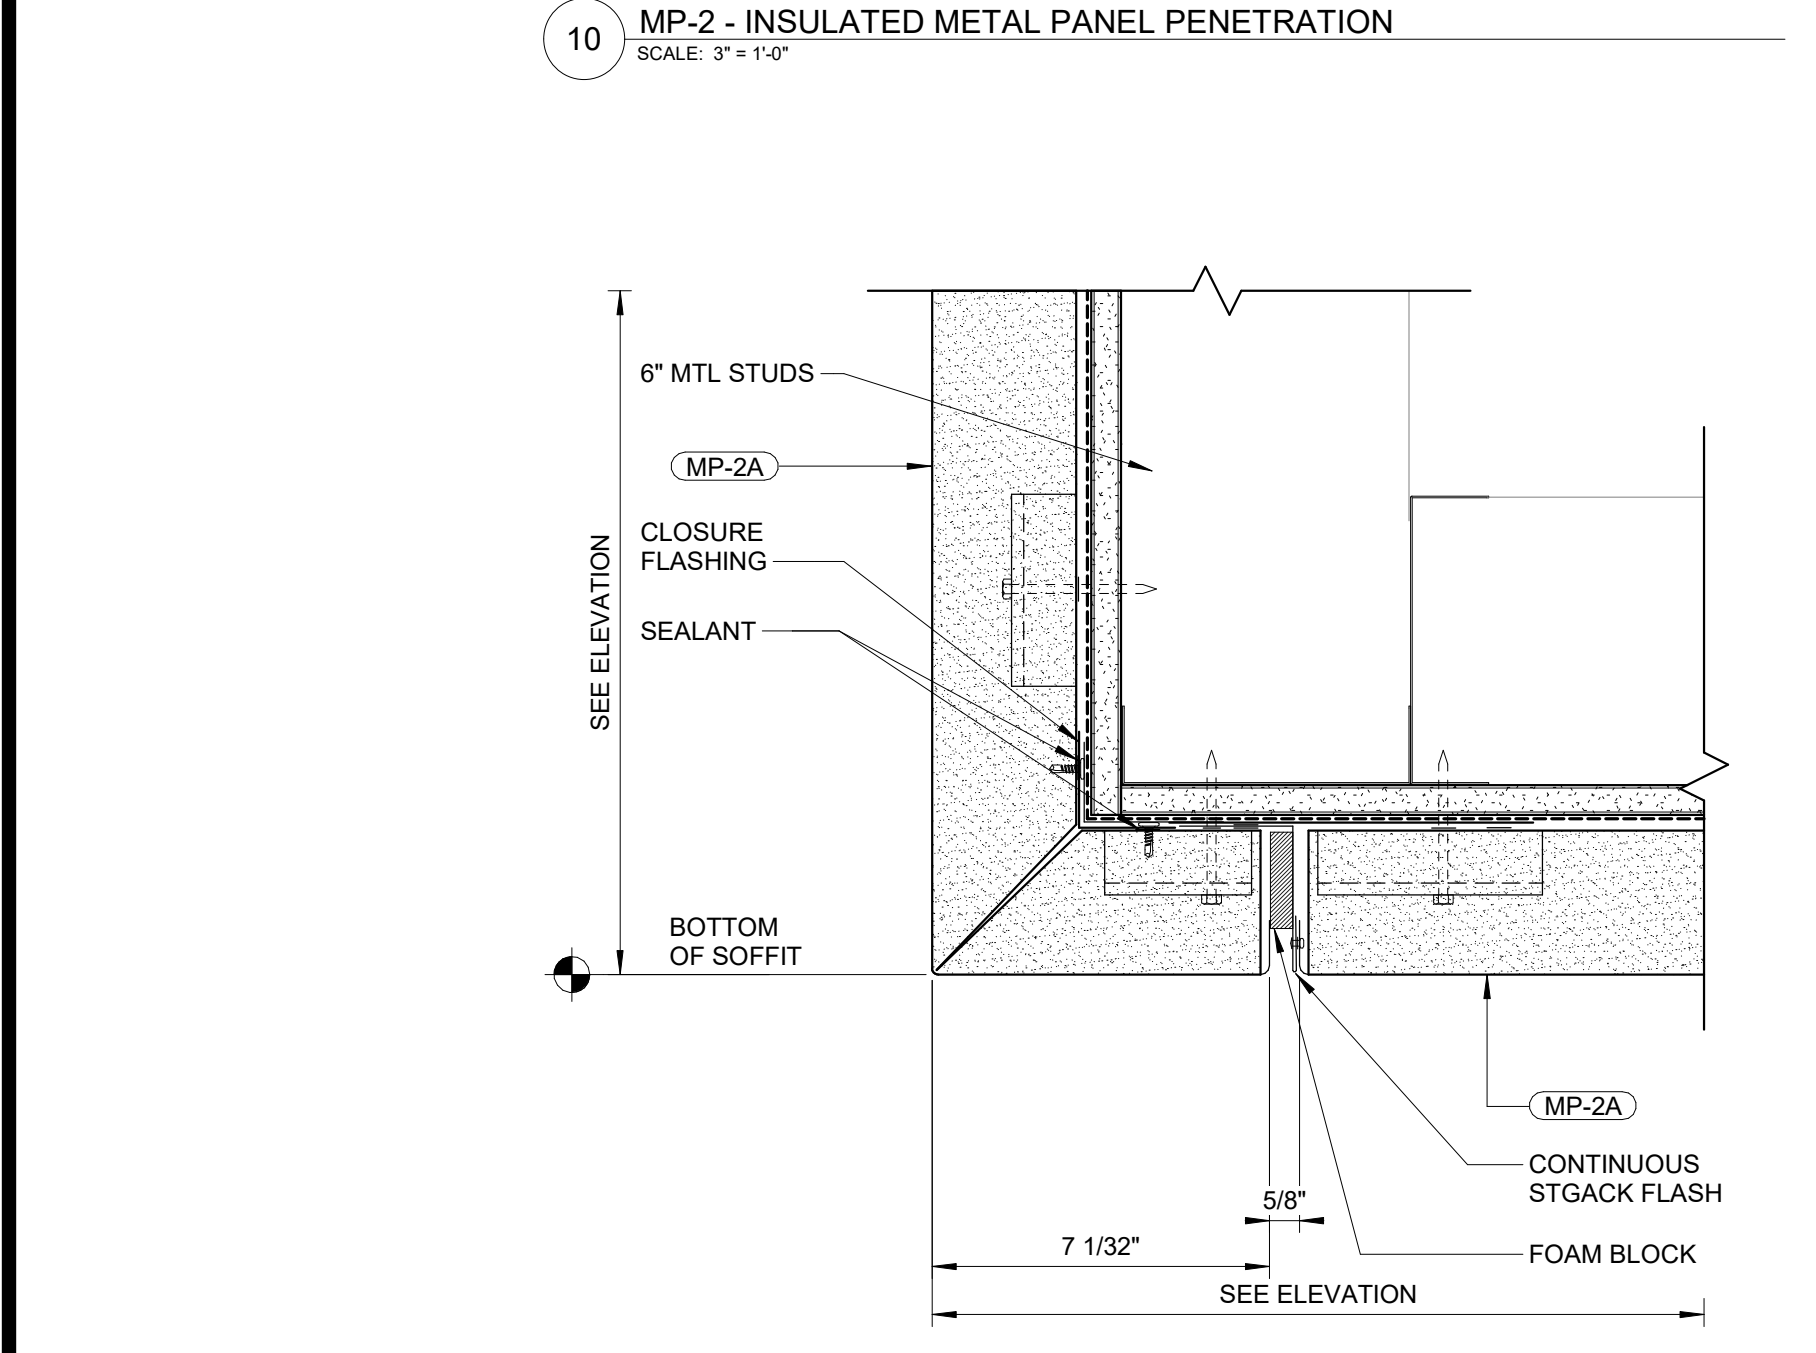 10
MP-2 - INSULATED METAL PANEL PENETRATION
SCALE: 3" = 1'-0"
6" MTL STUDS
MP-2A
CLOSURE
FLASHING
SEALANT
SEE ELEVATION
BOTTOM
OF SOFFIT
MP-2A
CONTINUOUS
STGACK FLASH
5/8"
7 1/32"
FOAM BLOCK
SEE ELEVATION